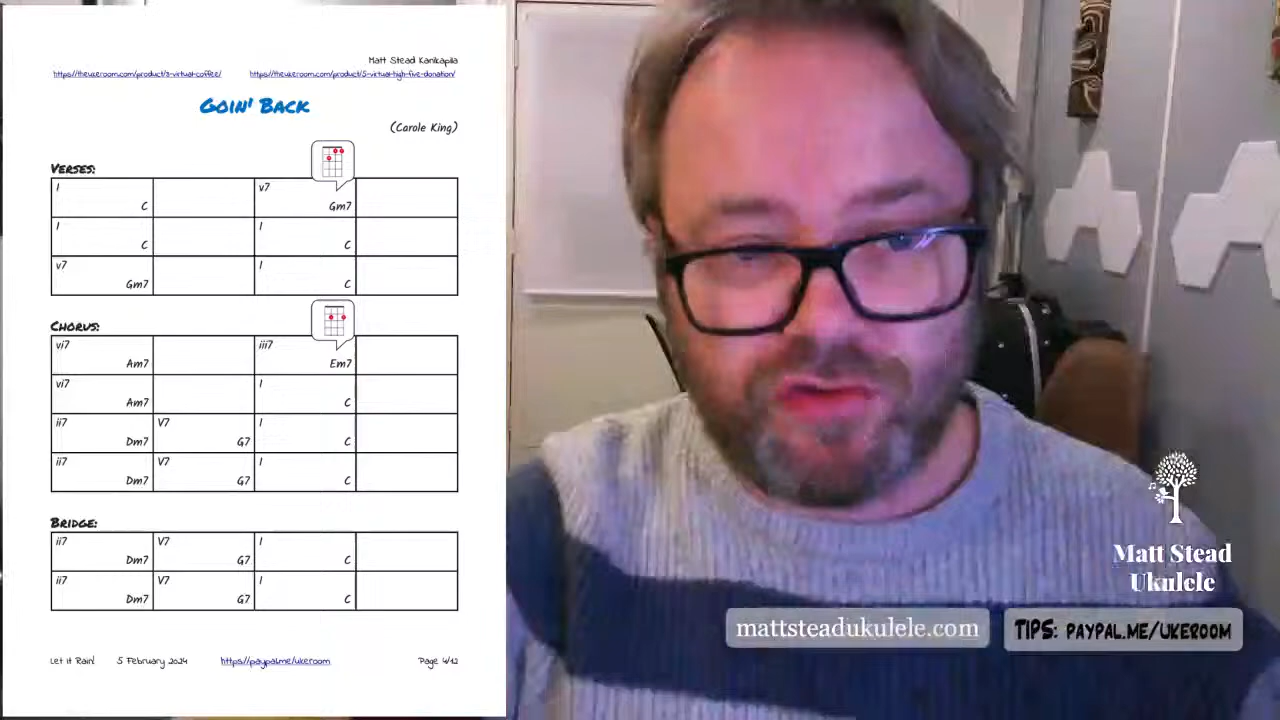 Matt Stead Kanikapila
https://theukeroom.com/product/3-virtual-coffee/ https://theukeroom.com/product/5-virtual-high-five-donation/
Goin' Back
(Carole King)
Verses:
I C v7 Gm7
I C I C
v7 Gm7 I C
Chorus:
vi7 Am7 iii7 Em7
vi7 Am7 I C
ii7 Dm7 V7 G7 I C
ii7 Dm7 V7 G7 I C
Bridge:
ii7 Dm7 V7 G7 I C
ii7 Dm7 V7 G7 I C
Let it Rain! 5 February 2024 https://paypal.me/ukeroom Page 4/12
Matt Stead
Ukulele
mattsteadukulele.com
TIPS: PAYPAL.ME/UKEROOM